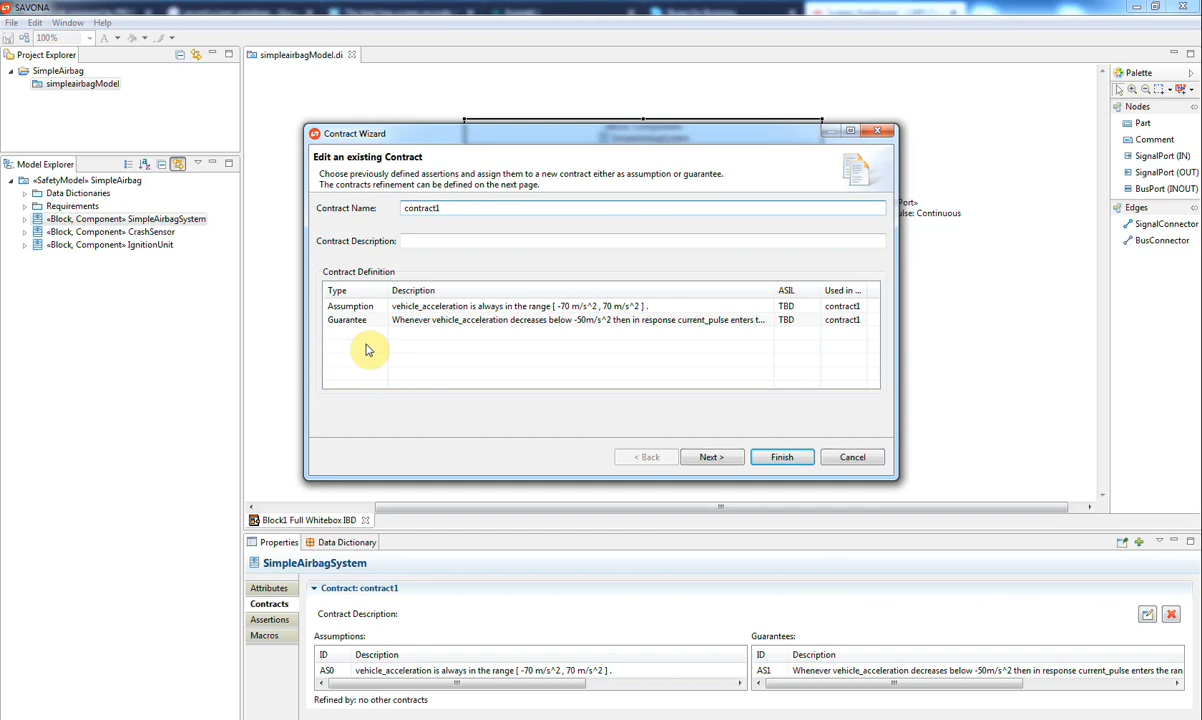 SAVONA
File Edit Window Help
100%
Project Explorer
SimpleAirbag
simpleairbagModel
Model Explorer
«SafetyModel» SimpleAirbag
Data Dictionaries
Requirements
«Block, Component» SimpleAirbagSystem
«Block, Component» CrashSensor
«Block, Component» IgnitionUnit
simpleairbagModel.di
Port»
pulse: Continuous
Contract Wizard
Edit an existing Contract
Choose previously defined assertions and assign them to a new contract either as assumption or guarantee.
The contracts refinement can be defined on the next page.
Contract Name: contract1
Contract Description:
Contract Definition
Type Description ASIL Used in ...
Assumption vehicle_acceleration is always in the range [ -70 m/s^2 , 70 m/s^2 ] . TBD contract1
Guarantee Whenever vehicle_acceleration decreases below -50m/s^2 then in response current_pulse enters t... TBD contract1
< Back Next > Finish Cancel
Palette
Nodes
Part
Comment
SignalPort (IN)
SignalPort (OUT)
BusPort (INOUT)
Edges
SignalConnector
BusConnector
Block1 Full Whitebox IBD
Properties Data Dictionary
SimpleAirbagSystem
Attributes
Contracts
Assertions
Macros
Contract: contract1
Contract Description:
Assumptions:
ID Description
AS0 vehicle_acceleration is always in the range [ -70 m/s^2 , 70 m/s^2 ] .
Guarantees:
ID Description
AS1 Whenever vehicle_acceleration decreases below -50m/s^2 then in response current_pulse enters the ran
Refined by: no other contracts